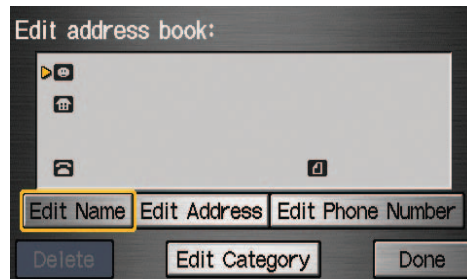 Edit address book:
Edit Name Edit Address Edit Phone Number
Delete Edit Category Done